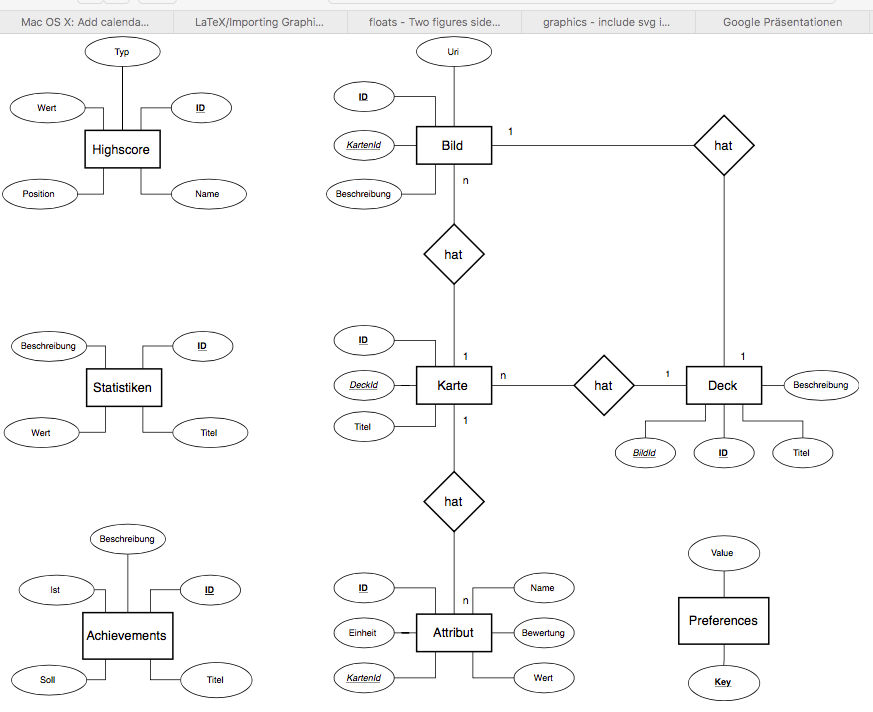 Mac OS X: Add calenda...
LaTeX/Importing Graphi...
floats - Two figures side...
graphics - include svg i...
Google Präsentationen
Typ
Wert
ID
Highscore
Position
Name
Uri
ID
KartenId
Bild
Beschreibung
1
n
hat
hat
1
1
Beschreibung
ID
Statistiken
Wert
Titel
ID
DeckId
Karte
Titel
n
1
hat
1
Deck
Beschreibung
BildId
ID
Titel
hat
n
Beschreibung
Ist
ID
Achievements
Soll
Titel
ID
Name
Einheit
Attribut
Bewertung
KartenId
Wert
Value
Preferences
Key